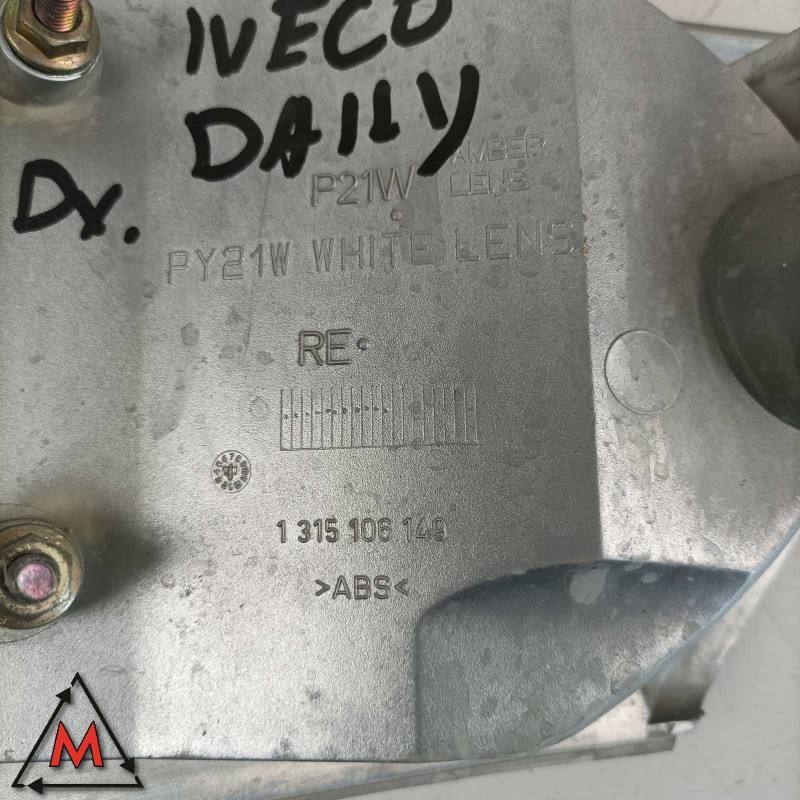 IVECO
DAILY
Dx.
P21W AMBER LENS
PY21W WHITE LENS
RE
1 315 106 149
>ABS<
M